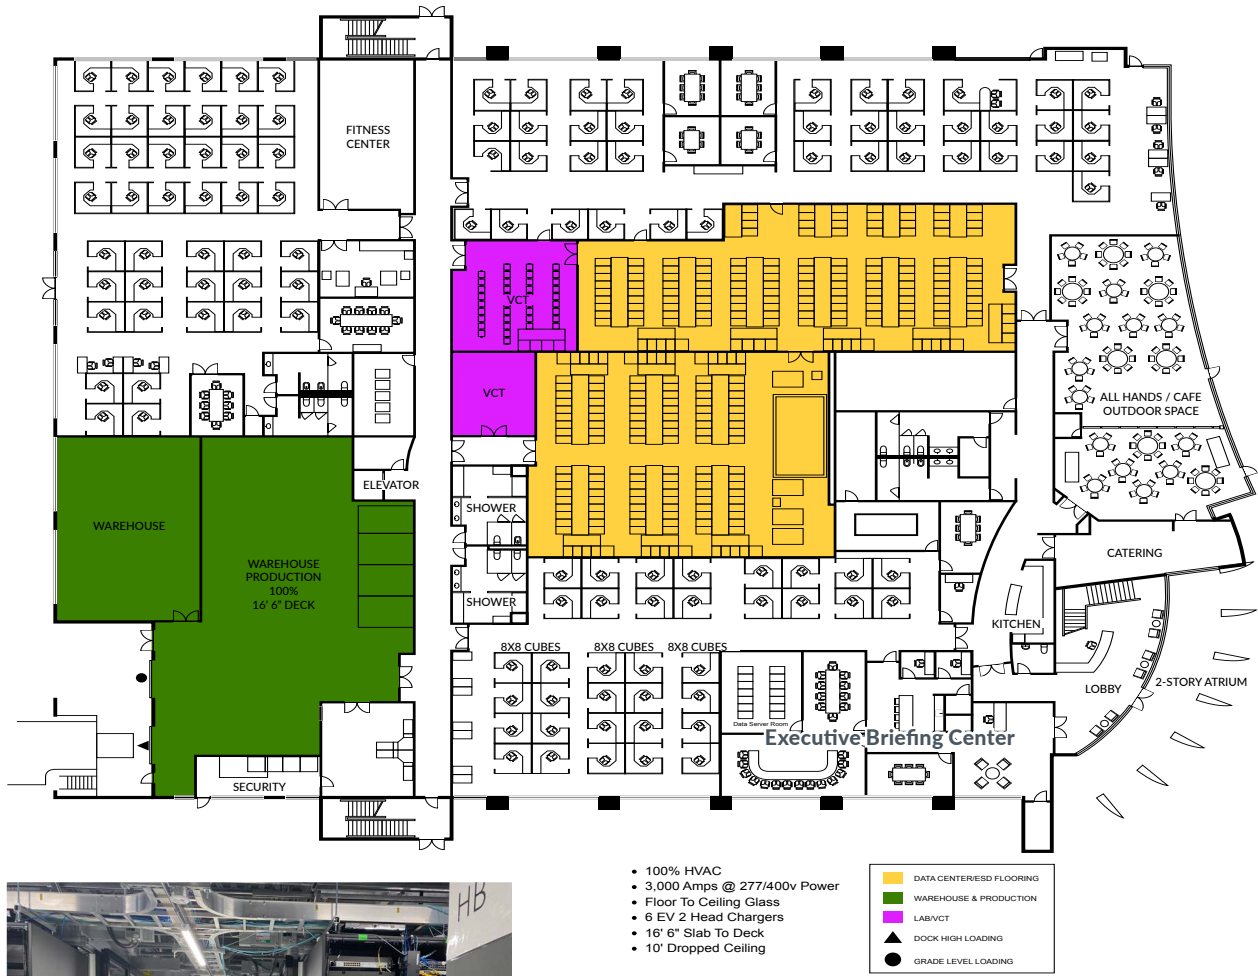 FITNESS
CENTER
VCT
VCT
ALL HANDS / CAFE
OUTDOOR SPACE
ELEVATOR
WAREHOUSE
SHOWER
WAREHOUSE
PRODUCTION
100%
16' 6" DECK
CATERING
SHOWER
KITCHEN
8X8 CUBES
8X8 CUBES
8X8 CUBES
2-STORY ATRIUM
LOBBY
Data Server Room
Executive Briefing Center
SECURITY
• 100% HVAC
• 3,000 Amps @ 277/400v Power
• Floor To Ceiling Glass
• 6 EV 2 Head Chargers
• 16' 6" Slab To Deck
• 10' Dropped Ceiling
DATA CENTER/ESD FLOORING
WAREHOUSE & PRODUCTION
LAB/VCT
DOCK HIGH LOADING
GRADE LEVEL LOADING